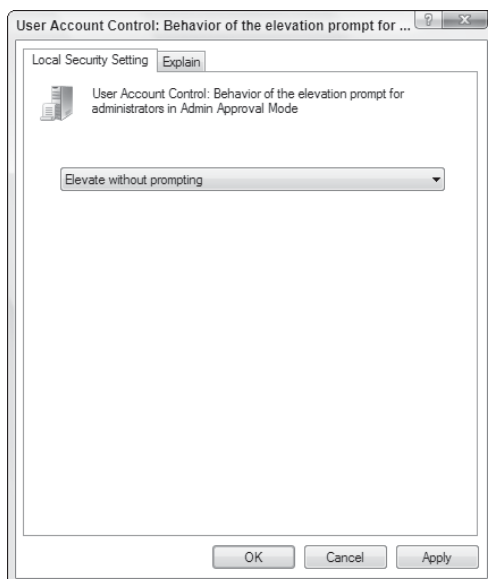 User Account Control: Behavior of the elevation prompt for ...
?
Local Security Setting
Explain
User Account Control: Behavior of the elevation prompt for
administrators in Admin Approval Mode
Elevate without prompting
OK
Cancel
Apply